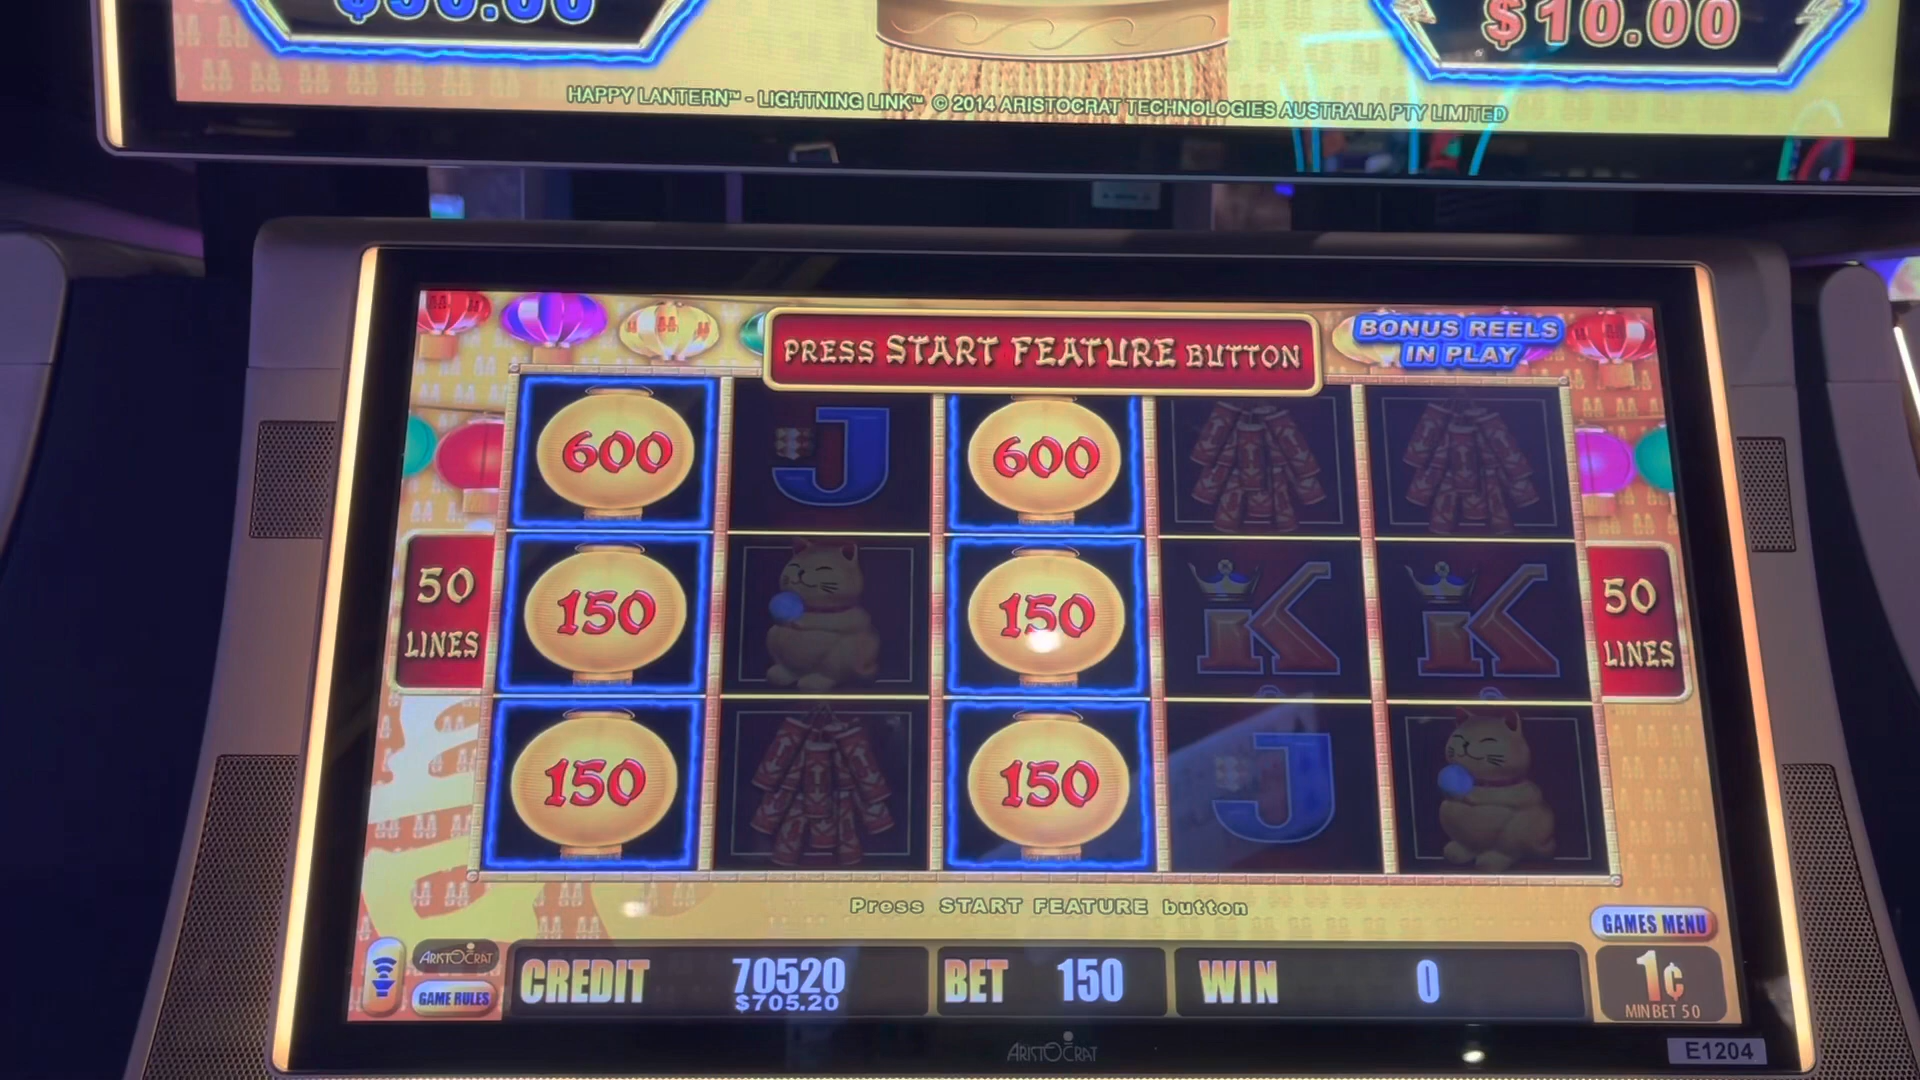 $10.00
HAPPY LANTERN™ - LIGHTNING LINK™ © 2014 ARISTOCRAT TECHNOLOGIES AUSTRALIA PTY LIMITED
PRESS START FEATURE BUTTON
BONUS REELS
IN PLAY
600
J
600
50
LINES
150
150
K
K
50
LINES
150
150
J
Press START FEATURE button
GAMES MENU
ARISTOCRAT
GAME RULES
CREDIT 70520
$705.20
BET 150
WIN 0
1¢
MIN BET 50
ARISTOCRAT
E1204